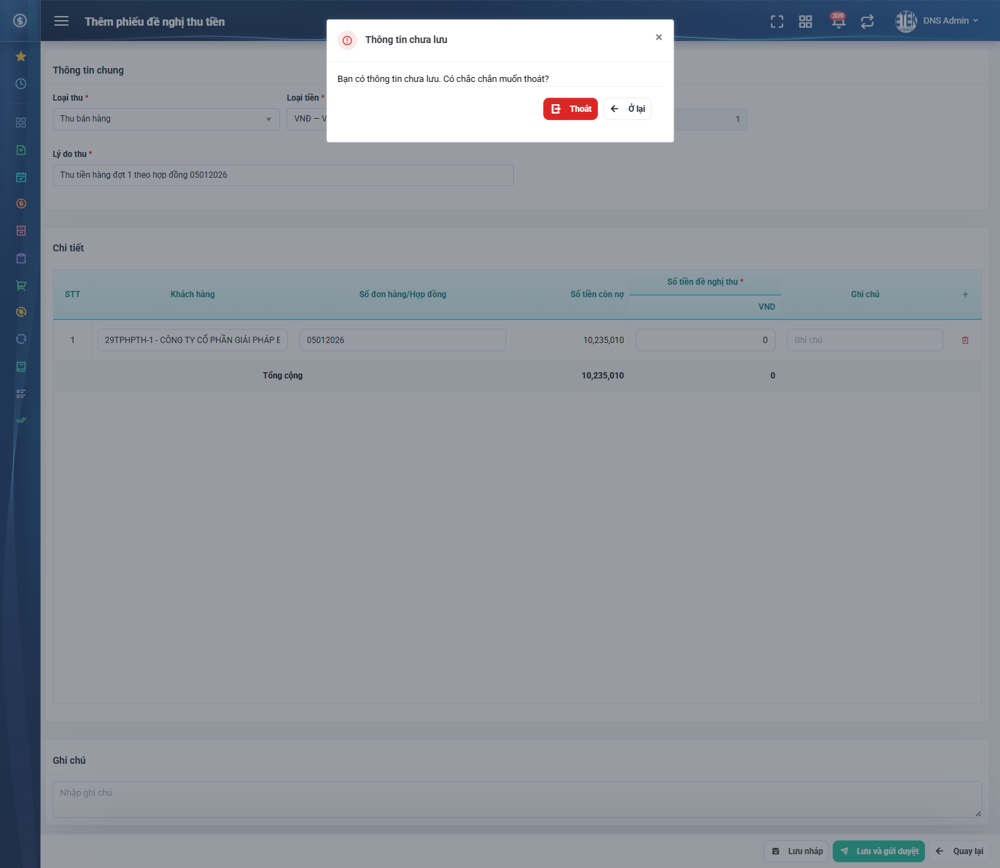 Thêm phiếu đề nghị thu tiền
309
DNS Admin
Thông tin chưa lưu
×
Bạn có thông tin chưa lưu. Có chắc chắn muốn thoát?
Thoát
Ở lại
Thông tin chung
Loại thu *
Loại tiền *
Thu bán hàng
VNĐ — V
1
Lý do thu *
Thu tiền hàng đợt 1 theo hợp đồng 05012026
Chi tiết
STT
Khách hàng
Số đơn hàng/Hợp đồng
Số tiền còn nợ
Số tiền đề nghị thu *
VND
Ghi chú
+
1
29TPHPTH-1 - CÔNG TY CỔ PHẦN GIẢI PHÁP E
05012026
10,235,010
0
Ghi chú
Tổng cộng
10,235,010
0
Ghi chú
Nhập ghi chú
Lưu nháp
Lưu và gửi duyệt
Quay lại